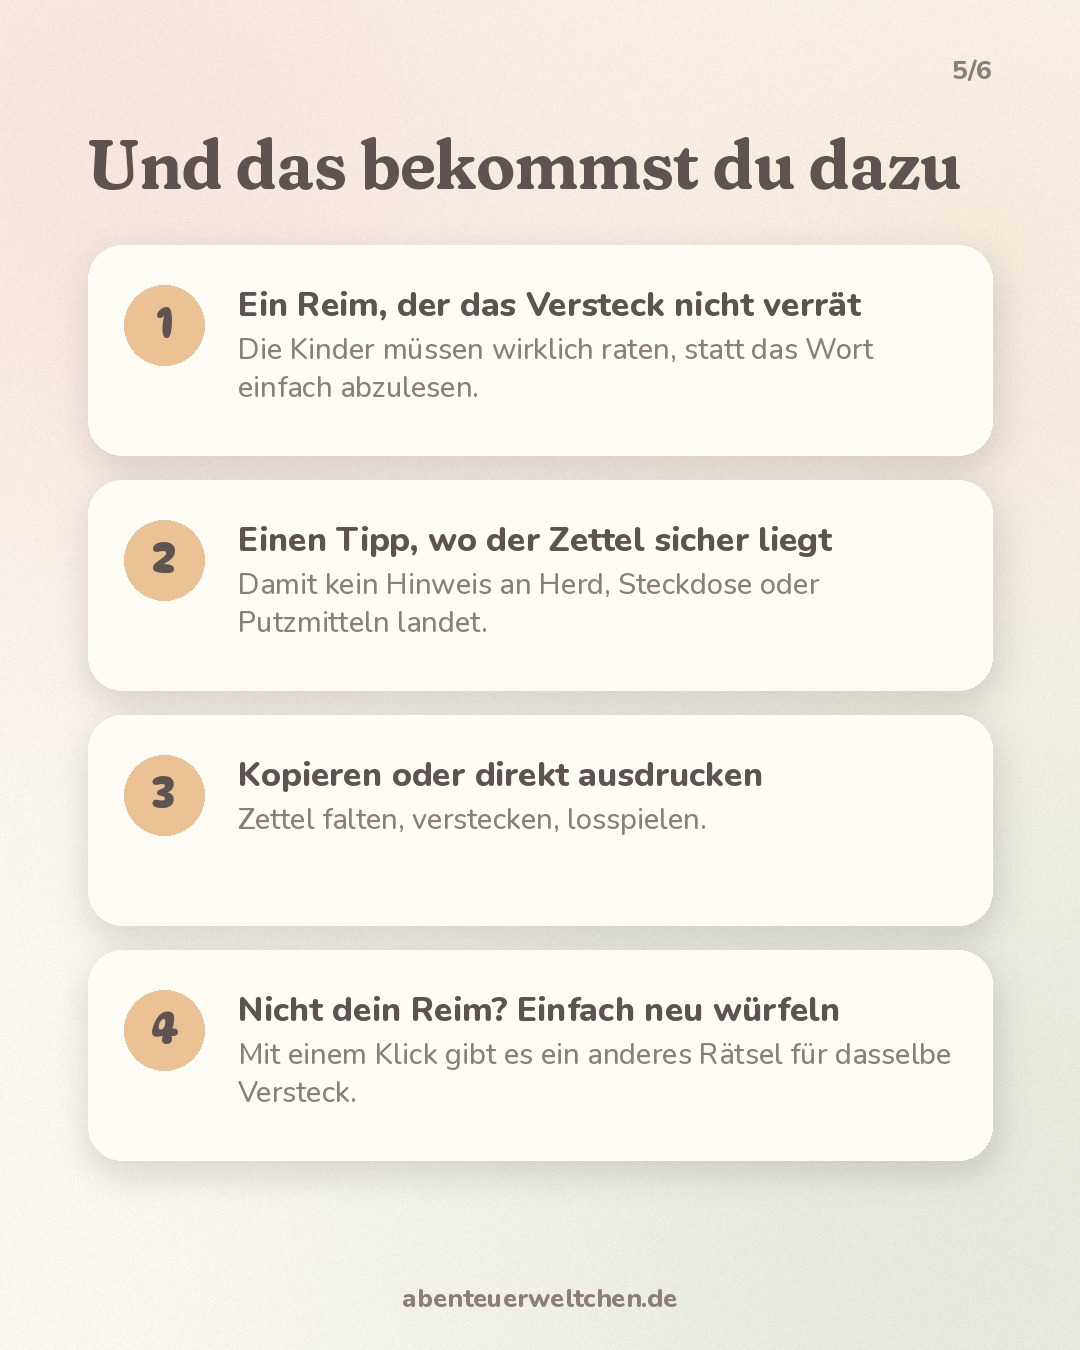 5/6
Und das bekommst du dazu
1
Ein Reim, der das Versteck nicht verrät
Die Kinder müssen wirklich raten, statt das Wort
einfach abzulesen.
2
Einen Tipp, wo der Zettel sicher liegt
Damit kein Hinweis an Herd, Steckdose oder
Putzmitteln landet.
3
Kopieren oder direkt ausdrucken
Zettel falten, verstecken, losspielen.
4
Nicht dein Reim? Einfach neu würfeln
Mit einem Klick gibt es ein anderes Rätsel für dasselbe
Versteck.
abenteuerweltchen.de